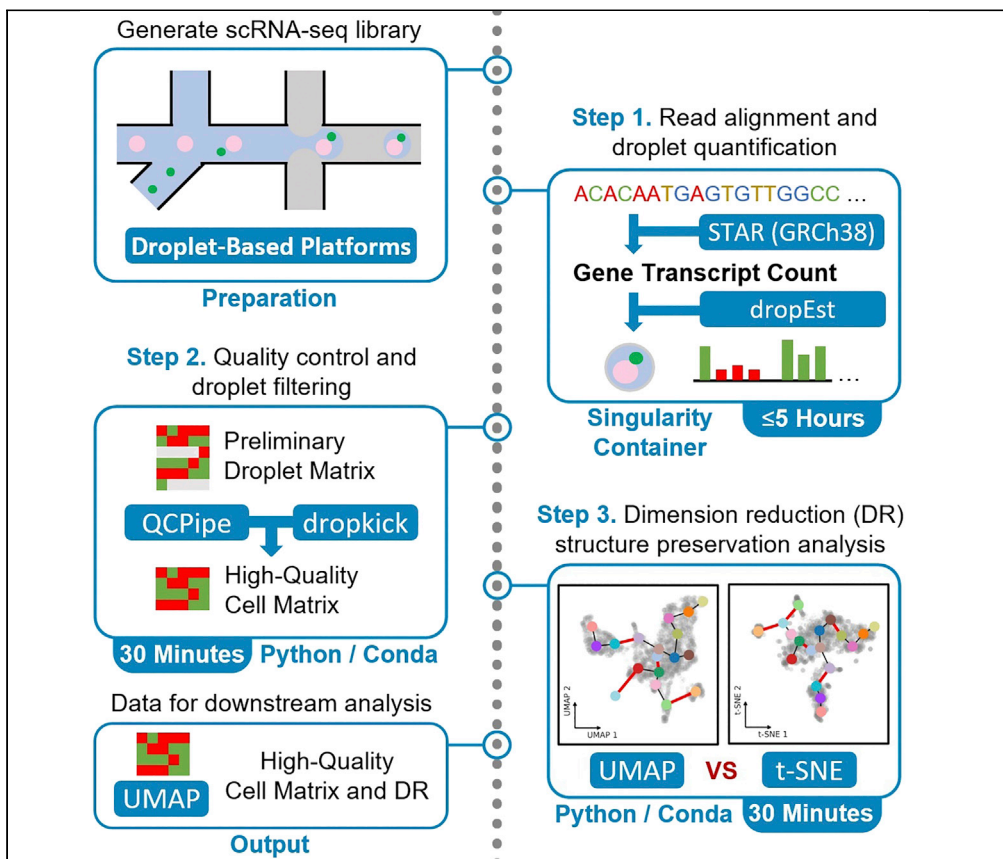 Generate scRNA-seq library
Droplet-Based Platforms
Preparation
Step 1. Read alignment and
droplet quantification
ACACAATGAGTGTTGGCC ...
STAR (GRCh38)
Gene Transcript Count
dropEst
...
Singularity
Container
≤5 Hours
Step 2. Quality control and
droplet filtering
Preliminary
Droplet Matrix
QCPipe
dropkick
High-Quality
Cell Matrix
30 Minutes
Python / Conda
Step 3. Dimension reduction (DR)
structure preservation analysis
UMAP 2
UMAP 1
t-SNE 2
t-SNE 1
UMAP VS t-SNE
Python / Conda
30 Minutes
Data for downstream analysis
UMAP
High-Quality
Cell Matrix and DR
Output